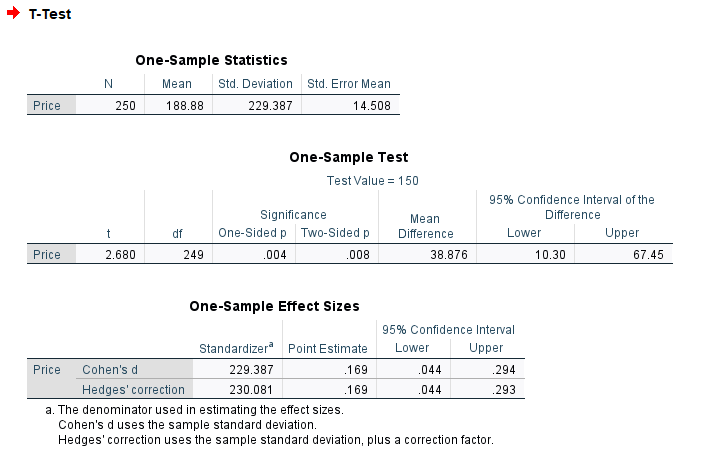 T-Test
One-Sample Statistics
N Mean Std. Deviation Std. Error Mean
Price 250 188.88 229.387 14.508
One-Sample Test
Test Value = 150
95% Confidence Interval of the
Significance Mean Difference
t df One-Sided p Two-Sided p Difference Lower Upper
Price 2.680 249 .004 .008 38.876 10.30 67.45
One-Sample Effect Sizes
95% Confidence Interval
Standardizerᵃ Point Estimate Lower Upper
Price Cohen's d 229.387 .169 .044 .294
Hedges' correction 230.081 .169 .044 .293
a. The denominator used in estimating the effect sizes.
Cohen's d uses the sample standard deviation.
Hedges' correction uses the sample standard deviation, plus a correction factor.